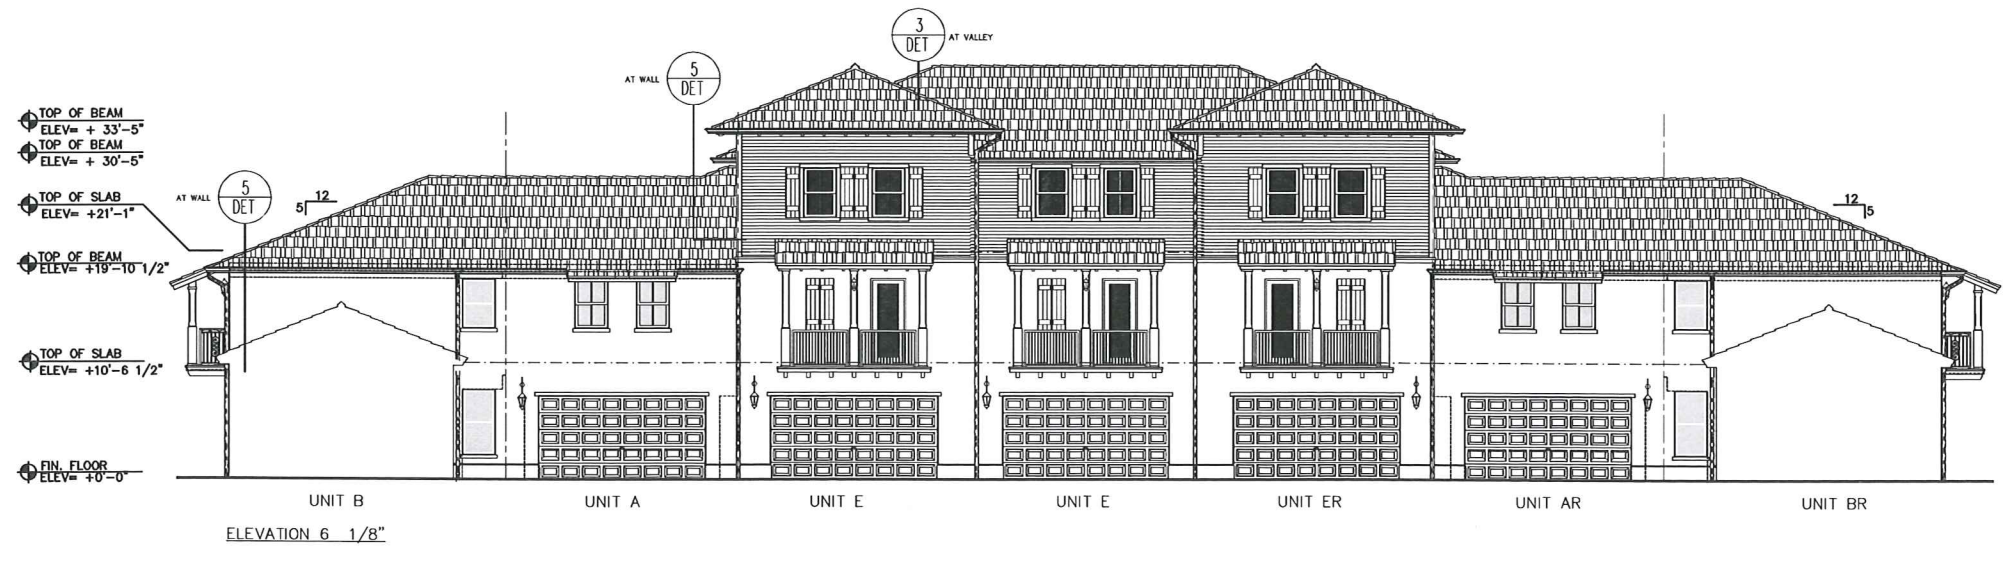 3
DET
AT VALLEY
AT WALL
5
DET
TOP OF BEAM
ELEV= + 33'-5"
TOP OF BEAM
ELEV= + 30'-5"
TOP OF SLAB
ELEV= +21'-1"
AT WALL
5
DET
12
5
12
5
TOP OF BEAM
ELEV= +19'-10 1/2"
TOP OF SLAB
ELEV= +10'-6 1/2"
FIN. FLOOR
ELEV= +0'-0"
UNIT B
UNIT A
UNIT E
UNIT E
UNIT ER
UNIT AR
UNIT BR
ELEVATION 6 1/8"